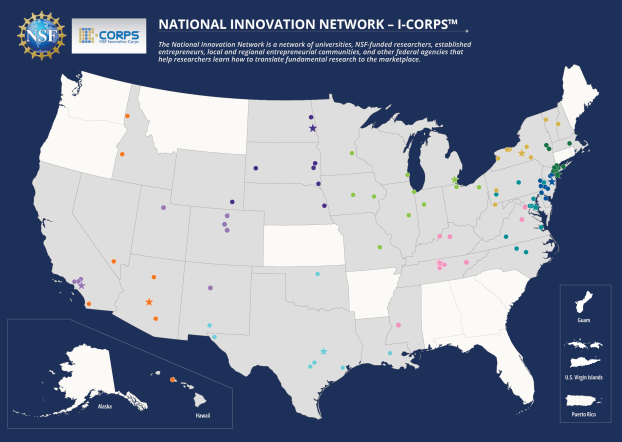 NATIONAL INNOVATION NETWORK – I-CORPS™
NSF
CORPS
NSF Innovation Corps
The National Innovation Network is a network of universities, NSF-funded researchers, established
entrepreneurs, local and regional entrepreneurial communities, and other federal agencies that
help researchers learn how to translate fundamental research to the marketplace.
Guam
U.S. Virgin Islands
Puerto Rico
Alaska
Hawaii